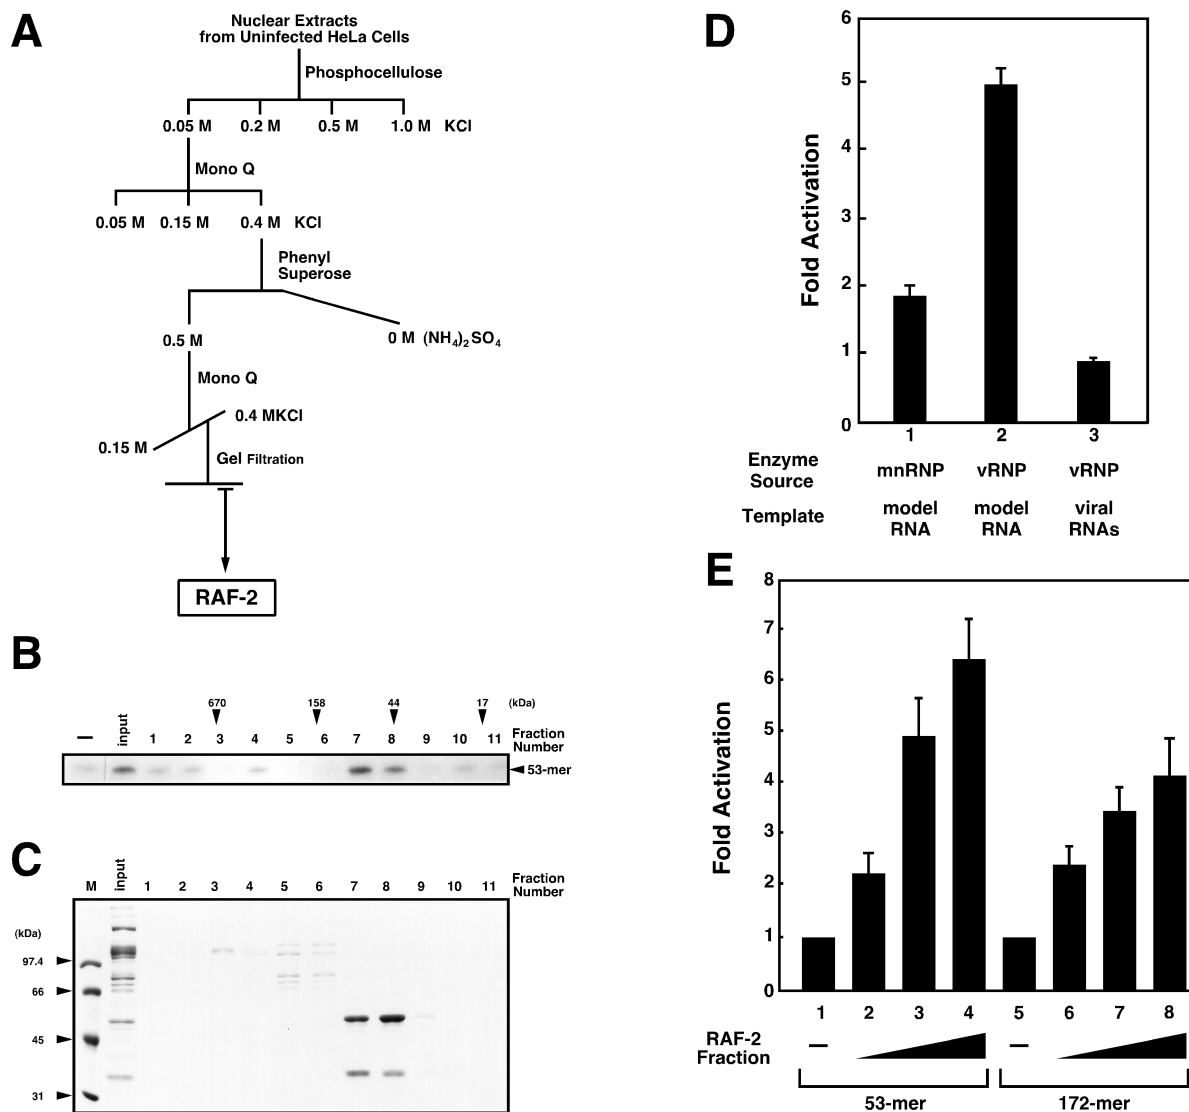 A
Nuclear Extracts
from Uninfected HeLa Cells
Phosphocellulose
0.05 M 0.2 M 0.5 M 1.0 M KCl
Mono Q
0.05 M 0.15 M 0.4 M KCl
Phenyl
Superose
0.5 M
0 M (NH4)2SO4
Mono Q
0.4 MKCl
0.15 M
Gel Filtration
RAF-2
B
670 158 44 17 (kDa)
– input 1 2 3 4 5 6 7 8 9 10 11 Fraction
Number
53-mer
C
M input 1 2 3 4 5 6 7 8 9 10 11 Fraction
Number
(kDa)
97.4
66
45
31
D
Fold Activation
6
5
4
3
2
1
0
1 2 3
Enzyme
Source
mnRNP vRNP vRNP
Template
model
RNA
model
RNA
viral
RNAs
E
Fold Activation
8
7
6
5
4
3
2
1
0
1 2 3 4 5 6 7 8
RAF-2
Fraction
– –
53-mer 172-mer